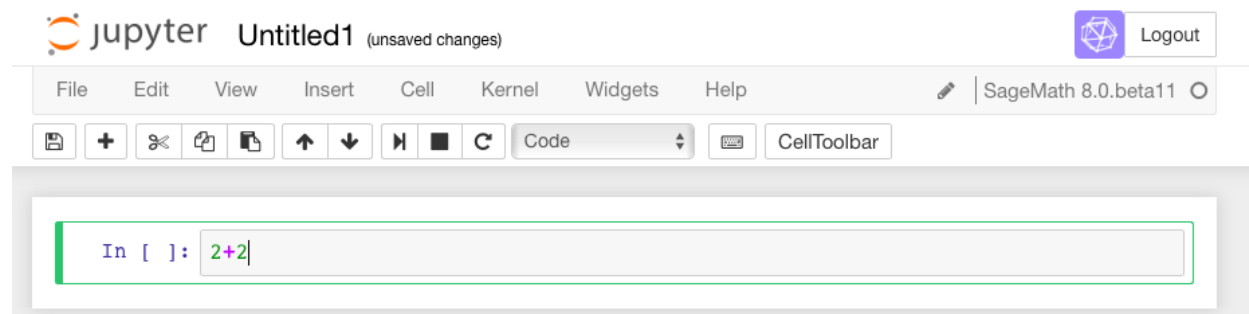 jupyter Untitled1 (unsaved changes) Logout
File Edit View Insert Cell Kernel Widgets Help SageMath 8.0.beta11
Code CellToolbar
In [ ]: 2+2